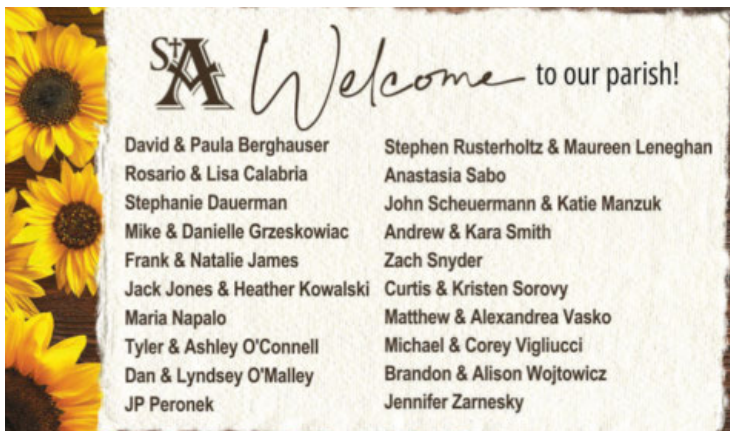 St A Welcome to our parish!
David & Paula Berghauser
Rosario & Lisa Calabria
Stephanie Dauerman
Mike & Danielle Grzeskowiac
Frank & Natalie James
Jack Jones & Heather Kowalski
Maria Napalo
Tyler & Ashley O'Connell
Dan & Lyndsey O'Malley
JP Peronek
Stephen Rusterholtz & Maureen Leneghan
Anastasia Sabo
John Scheuermann & Katie Manzuk
Andrew & Kara Smith
Zach Snyder
Curtis & Kristen Sorovy
Matthew & Alexandrea Vasko
Michael & Corey Vigliucci
Brandon & Alison Wojtowicz
Jennifer Zarnesky